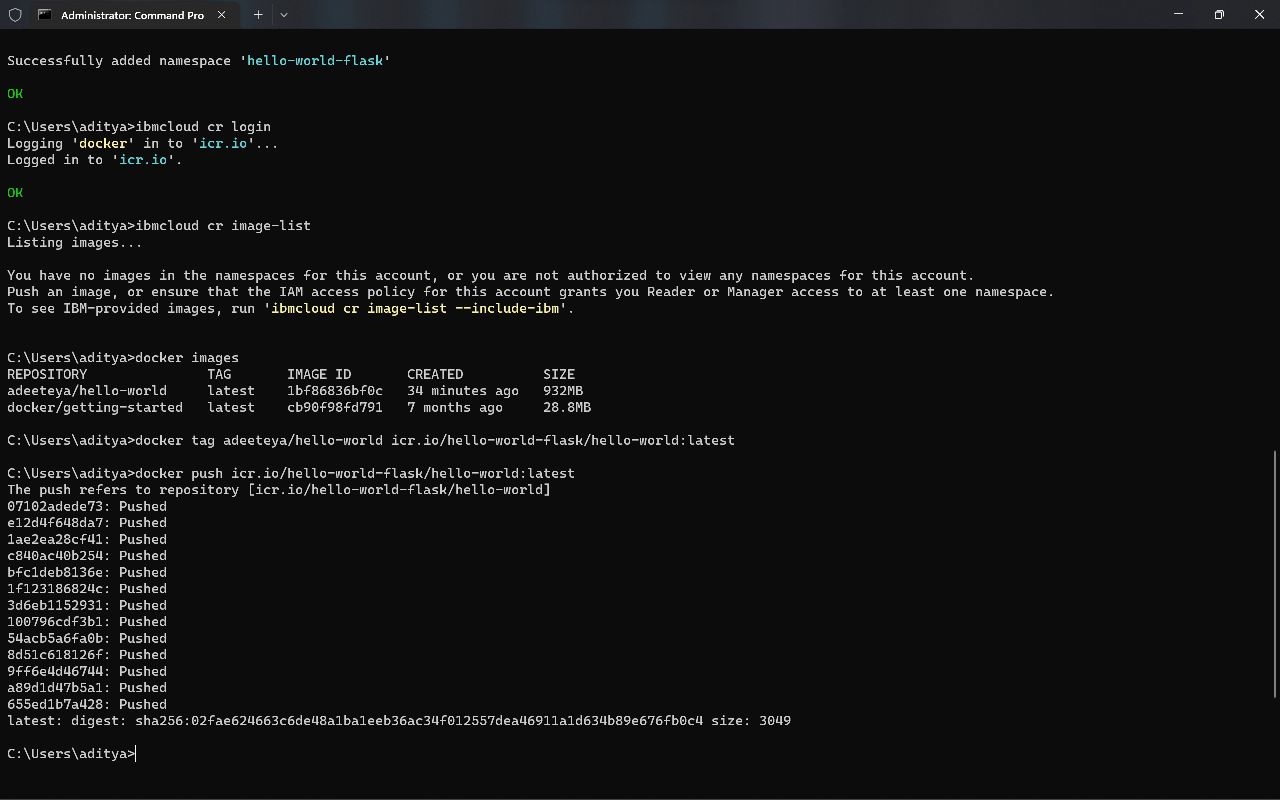 Administrator: Command Pro
Successfully added namespace 'hello-world-flask'
OK
C:\Users\aditya>ibmcloud cr login
Logging 'docker' in to 'icr.io'...
Logged in to 'icr.io'.
OK
C:\Users\aditya>ibmcloud cr image-list
Listing images...
You have no images in the namespaces for this account, or you are not authorized to view any namespaces for this account.
Push an image, or ensure that the IAM access policy for this account grants you Reader or Manager access to at least one namespace.
To see IBM-provided images, run 'ibmcloud cr image-list --include-ibm'.
C:\Users\aditya>docker images
REPOSITORY TAG IMAGE ID CREATED SIZE
adeeteya/hello-world latest 1bf86836bf0c 34 minutes ago 932MB
docker/getting-started latest cb90f98fd791 7 months ago 28.8MB
C:\Users\aditya>docker tag adeeteya/hello-world icr.io/hello-world-flask/hello-world:latest
C:\Users\aditya>docker push icr.io/hello-world-flask/hello-world:latest
The push refers to repository [icr.io/hello-world-flask/hello-world]
07102adede73: Pushed
e12d4f648da7: Pushed
1ae2ea28cf41: Pushed
c840ac40b254: Pushed
bfc1deb8136e: Pushed
1f123186824c: Pushed
3d6eb1152931: Pushed
100796cdf3b1: Pushed
54acb5a6fa0b: Pushed
8d51c618126f: Pushed
9ff6e4d46744: Pushed
a89d1d47b5a1: Pushed
655ed1b7a428: Pushed
latest: digest: sha256:02fae624663c6de48a1ba1eeb36ac34f012557dea46911a1d634b89e676fb0c4 size: 3049
C:\Users\aditya>